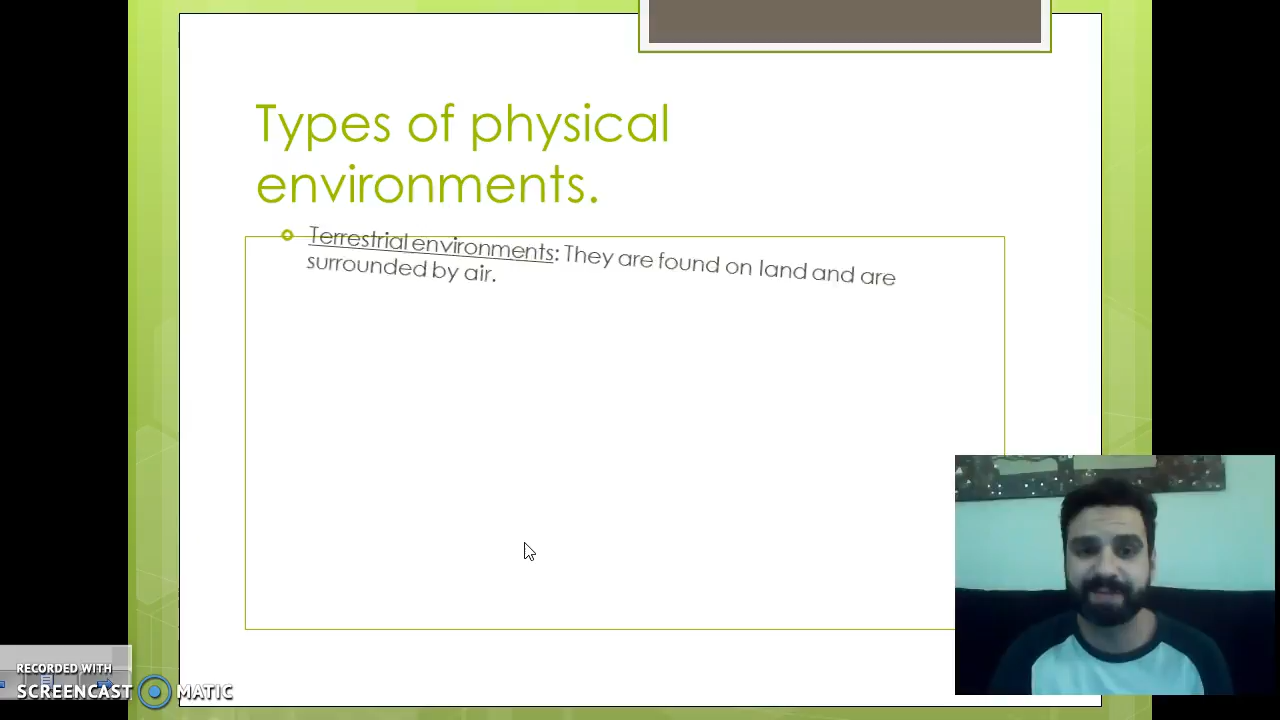 Types of physical
environments.
Terrestrial environments: They are found on land and are
surrounded by air.
RECORDED WITH
SCREENCAST MATIC